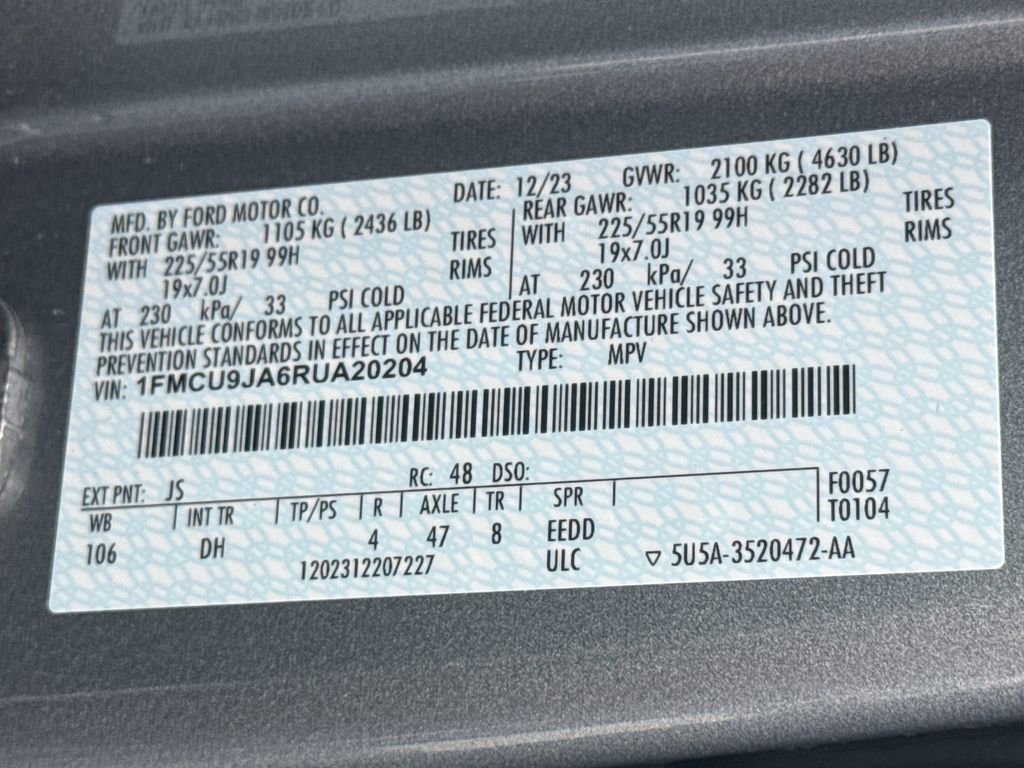 MFD. BY FORD MOTOR CO. DATE: 12/23 GVWR: 2100 KG ( 4630 LB)
FRONT GAWR: 1105 KG ( 2436 LB) REAR GAWR: 1035 KG ( 2282 LB)
WITH 225/55R19 99H TIRES WITH 225/55R19 99H TIRES
19x7.0J RIMS 19x7.0J RIMS
AT 230 kPa/ 33 PSI COLD AT 230 kPa/ 33 PSI COLD
THIS VEHICLE CONFORMS TO ALL APPLICABLE FEDERAL MOTOR VEHICLE SAFETY AND THEFT
PREVENTION STANDARDS IN EFFECT ON THE DATE OF MANUFACTURE SHOWN ABOVE.
VIN: 1FMCU9JA6RUA20204 TYPE: MPV
EXT PNT: JS RC: 48 DSO:
WB INT TR TP/PS R AXLE TR SPR F0057
106 DH 4 47 8 EEDD T0104
1202312207227 ULC ▽ 5U5A-3520472-AA